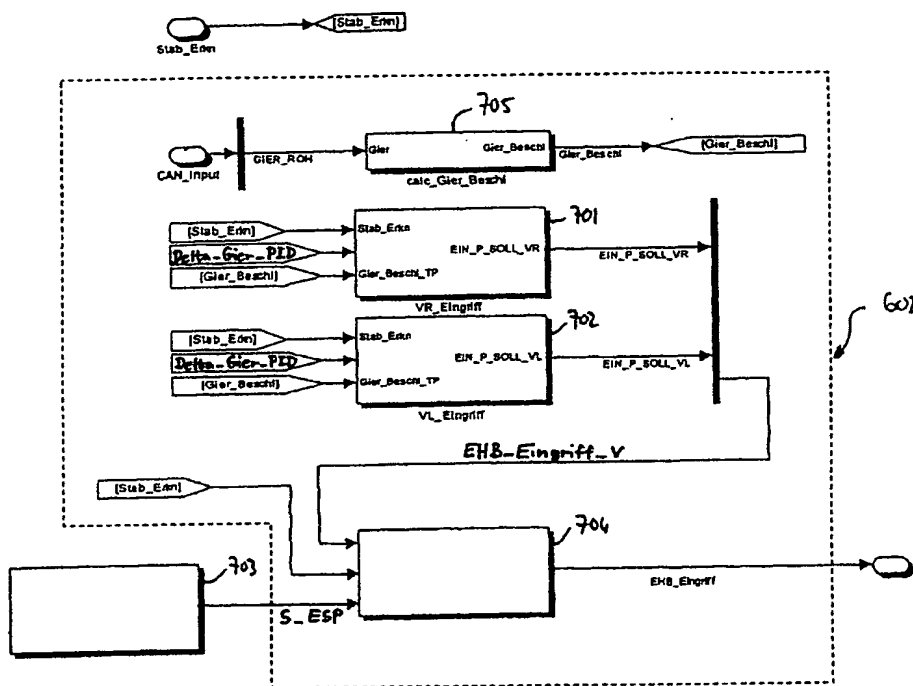 [Stab_Erkn]
Stab_Erkn
705
CAN_Input
GIER_ROH
Gier
Gier_Beschl
Gier_Beschl
[Gier_Beschl]
calc_Gier_Beschl
701
[Stab_Erkn]
Stab_Erkn
Delta-Gier-PID
EIN_P_SOLL_VR
EIN_P_SOLL_VR
[Gier_Beschl]
Gier_Beschl_TP
VR_Eingriff
702
602
[Stab_Erkn]
Stab_Erkn
Delta-Gier-PID
EIN_P_SOLL_VL
EIN_P_SOLL_VL
[Gier_Beschl]
Gier_Beschl_TP
VL_Eingriff
EHB_Eingriff_V
[Stab_Erkn]
704
703
S_ESP
EHB_Eingriff